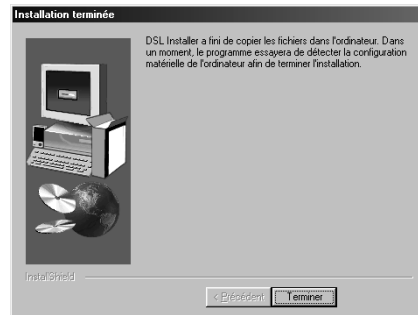 Installation terminée
DSL Installer a fini de copier les fichiers dans l'ordinateur. Dans
un moment, le programme essayera de détecter la configuration
matérielle de l'ordinateur afin de terminer l'installation.
InstallShield
< Précédent
Terminer